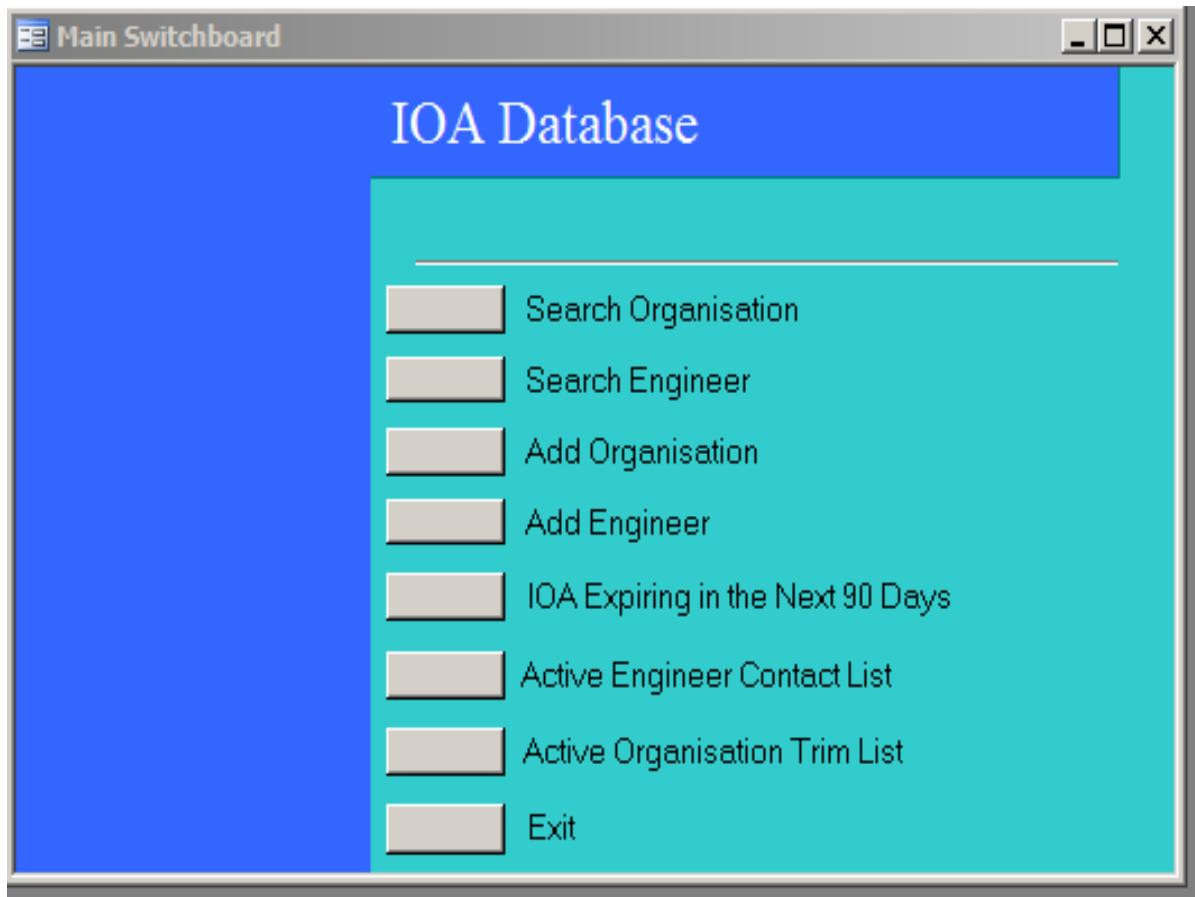 Main Switchboard
IOA Database
Search Organisation
Search Engineer
Add Organisation
Add Engineer
IOA Expiring in the Next 90 Days
Active Engineer Contact List
Active Organisation Trim List
Exit